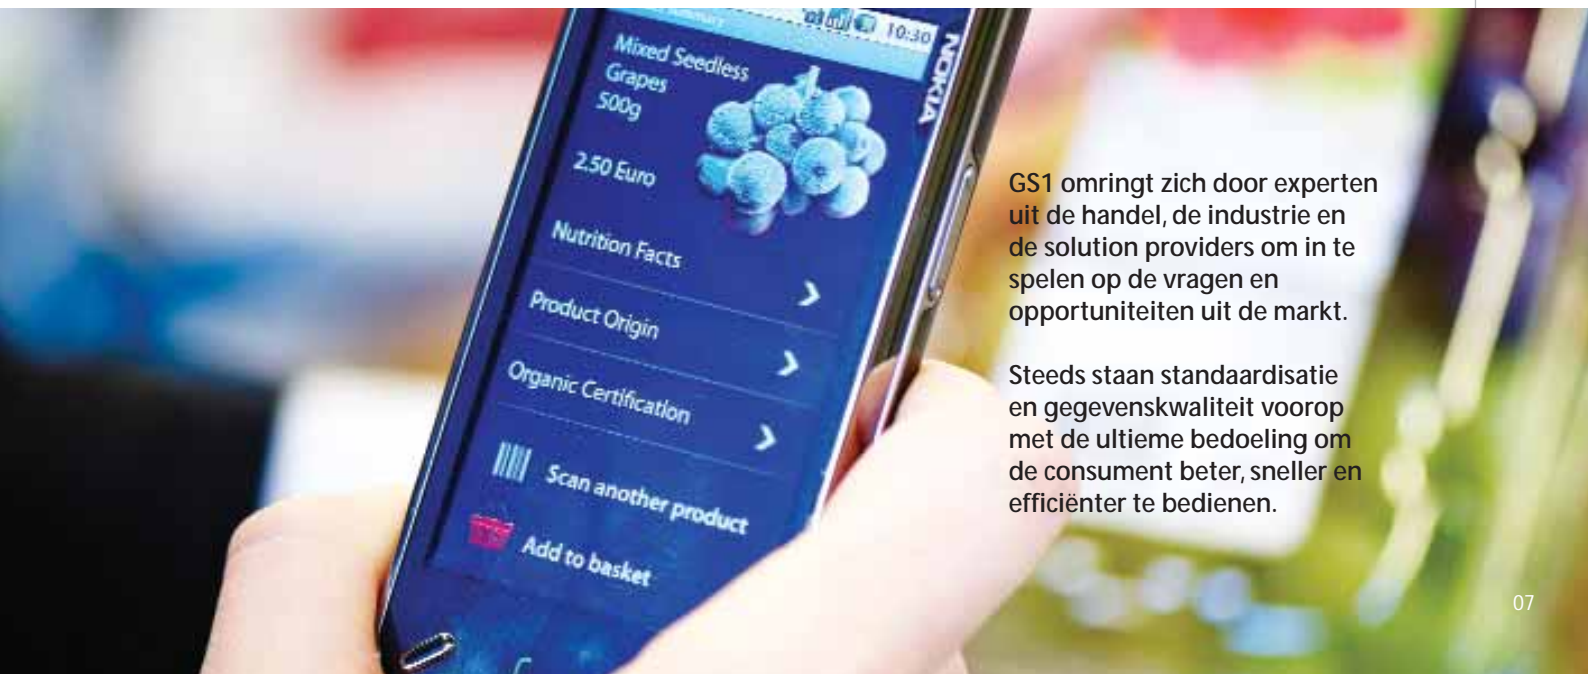 Summary
10:30
NOKIA
Mixed Seedless
Grapes
500g
2.50 Euro
Nutrition Facts
Product Origin
Organic Certification
Scan another product
Add to basket
GS1 omringt zich door experten
uit de handel, de industrie en
de solution providers om in te
spelen op de vragen en
opportuniteiten uit de markt.
Steeds staan standaardisatie
en gegevenskwaliteit voorop
met de ultieme bedoeling om
de consument beter, sneller en
efficiënter te bedienen.
07